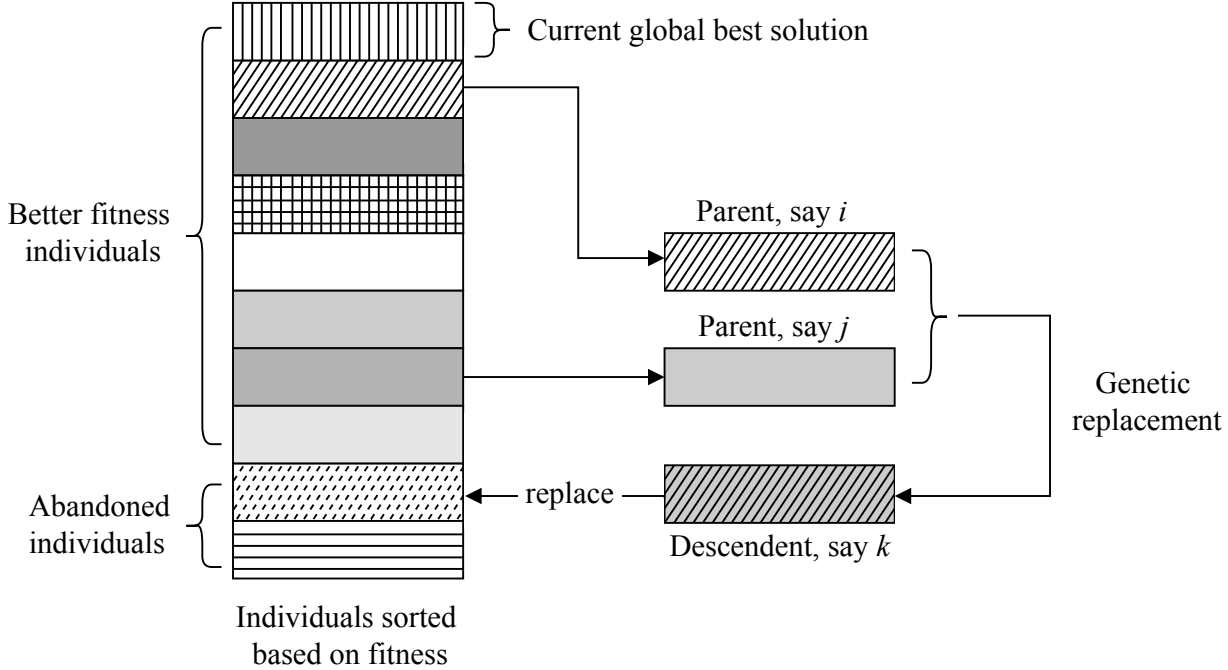 Current global best solution
Better fitness
individuals
Parent, say i
Parent, say j
Genetic
replacement
Abandoned
individuals
replace
Descendent, say k
Individuals sorted
based on fitness